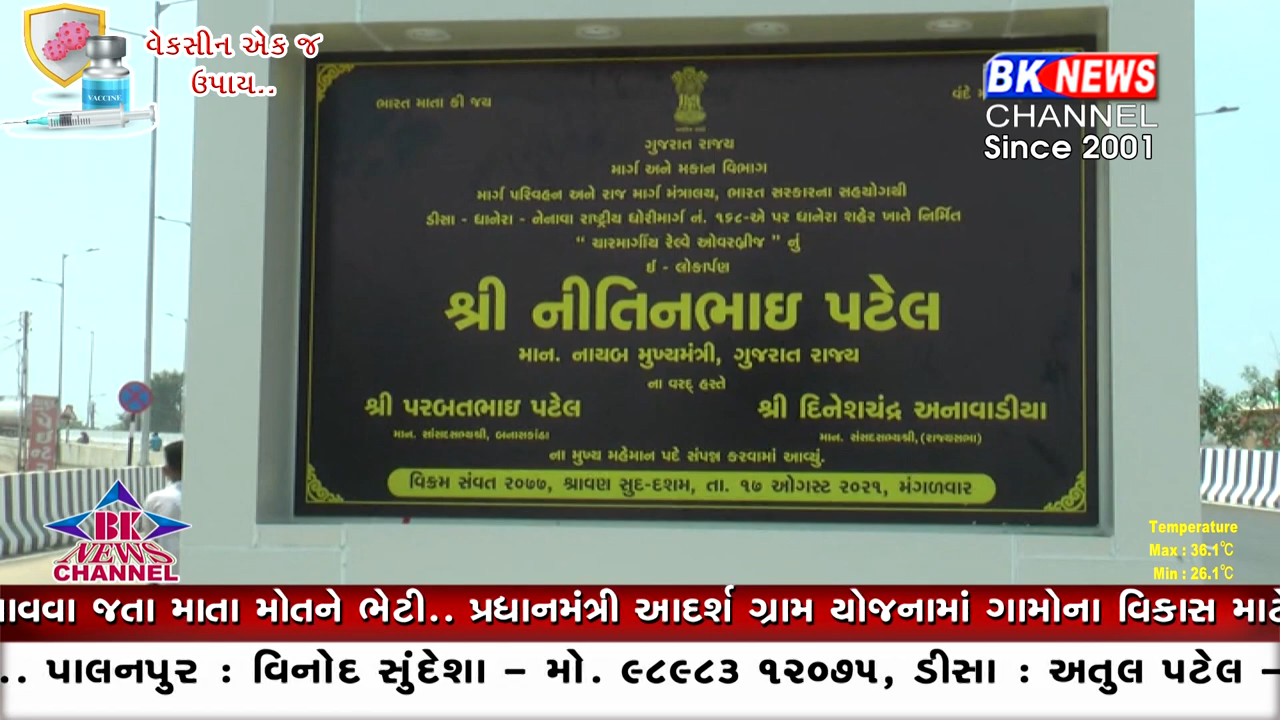 વેકસીન એક જ
ઉપાય..
VACCINE
BK NEWS
CHANNEL
Since 2001
ભારત માતા કી જય
વંદે
ગુજરાત રાજ્ય
માર્ગ અને મકાન વિભાગ
માર્ગ પરિવહન અને રાજ માર્ગ મંત્રાલય, ભારત સરકારના સહયોગથી
ડીસા - ધાનેરા - નેનાવા રાષ્ટ્રીય ધોરીમાર્ગ નં. ૧૬૮-એ પર ધાનેરા શહેર ખાતે નિર્મિત
“ ચારમાર્ગીય રેલ્વે ઓવરબ્રીજ ” નું
ઈ - લોકાર્પણ
શ્રી નીતિનભાઇ પટેલ
માન. નાયબ મુખ્યમંત્રી, ગુજરાત રાજ્ય
ના વરદ્ હસ્તે
શ્રી પરબતભાઇ પટેલ
શ્રી દિનેશચંદ્ર અનાવાડીયા
માન. સાંસદસભ્યશ્રી, બનાસકાંઠા
માન. સંસદસભ્યશ્રી,(રાજ્યસભા)
ના મુખ્ય મહેમાન પદે સંપન્ન કરવામાં આવ્યું.
વિક્રમ સંવત ૨૦૭૭, શ્રાવણ સુદ-દશમ, તા. ૧૭ ઓગસ્ટ ૨૦૨૧, મંગળવાર
BK
NEWS
CHANNEL
Temperature
Max : 36.1℃
Min : 26.1℃
ાવવા જતા માતા મોતને ભેટી.. પ્રધાનમંત્રી આદર્શ ગ્રામ યોજનામાં ગામોના વિકાસ માટે
.. પાલનપુર : વિનોદ સુંદેશા – મો. ૯૮૯૮૩ ૧૨૦૭૫, ડીસા : અતુલ પટેલ –